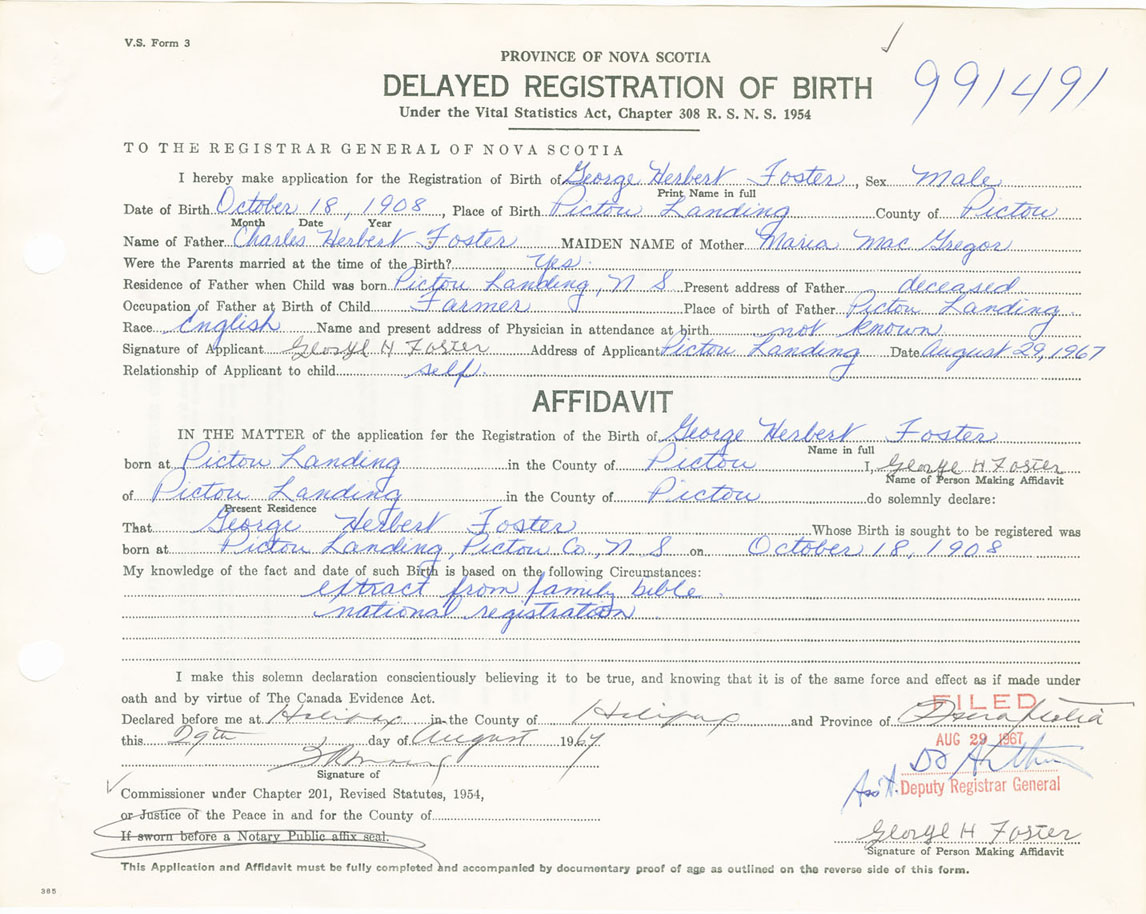 V.S. Form 3
PROVINCE OF NOVA SCOTIA
DELAYED REGISTRATION OF BIRTH
991491
Under the Vital Statistics Act, Chapter 308 R. S. N. S. 1954
TO THE REGISTRAR GENERAL OF NOVA SCOTIA
I hereby make application for the Registration of Birth of George Herbert Foster, Sex Male
Print Name in full
Date of Birth October 18, 1908, Place of Birth Pictou Landing County of Pictou
Month Date Year
Name of Father Charles Herbert Foster MAIDEN NAME of Mother Maria Mac Gregor
Were the Parents married at the time of the Birth? Yes.
Residence of Father when Child was born Pictou Landing, N S Present address of Father deceased
Occupation of Father at Birth of Child Farmer Place of birth of Father Pictou Landing
Race English Name and present address of Physician in attendance at birth not known
Signature of Applicant George H Foster Address of Applicant Pictou Landing Date August 29, 1967
Relationship of Applicant to child self.
AFFIDAVIT
IN THE MATTER of the application for the Registration of the Birth of George Herbert Foster
Name in full
born at Pictou Landing in the County of Pictou I, George H Foster
Name of Person Making Affidavit
of Pictou Landing in the County of Pictou do solemnly declare:
Present Residence
That George Herbert Foster Whose Birth is sought to be registered was
born at Pictou Landing, Pictou Co., N S on October 18, 1908
My knowledge of the fact and date of such Birth is based on the following Circumstances:
extract from family bible.
national registration
I make this solemn declaration conscientiously believing it to be true, and knowing that it is of the same force and effect as if made under
oath and by virtue of The Canada Evidence Act.
FILED
Declared before me at Halifax in the County of Halifax and Province of Nova Scotia
this 29th day of August 1967
AUG 29 1967
Signature of
Ass't. Deputy Registrar General
Commissioner under Chapter 201, Revised Statutes, 1954,
or Justice of the Peace in and for the County of
If sworn before a Notary Public affix seal.
George H Foster
Signature of Person Making Affidavit
This Application and Affidavit must be fully completed and accompanied by documentary proof of age as outlined on the reverse side of this form.
365